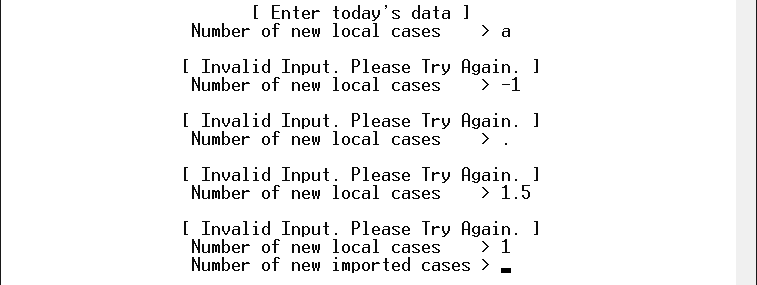 [ Enter today's data ]
Number of new local cases > a
[ Invalid Input. Please Try Again. ]
Number of new local cases > -1
[ Invalid Input. Please Try Again. ]
Number of new local cases > .
[ Invalid Input. Please Try Again. ]
Number of new local cases > 1.5
[ Invalid Input. Please Try Again. ]
Number of new local cases > 1
Number of new imported cases >